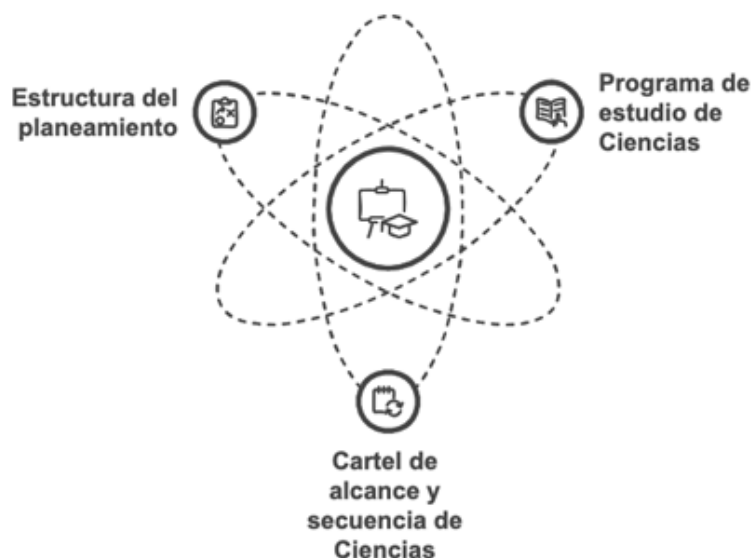 Estructura del
planeamiento
Programa de
estudio de
Ciencias
Cartel de
alcance y
secuencia de
Ciencias